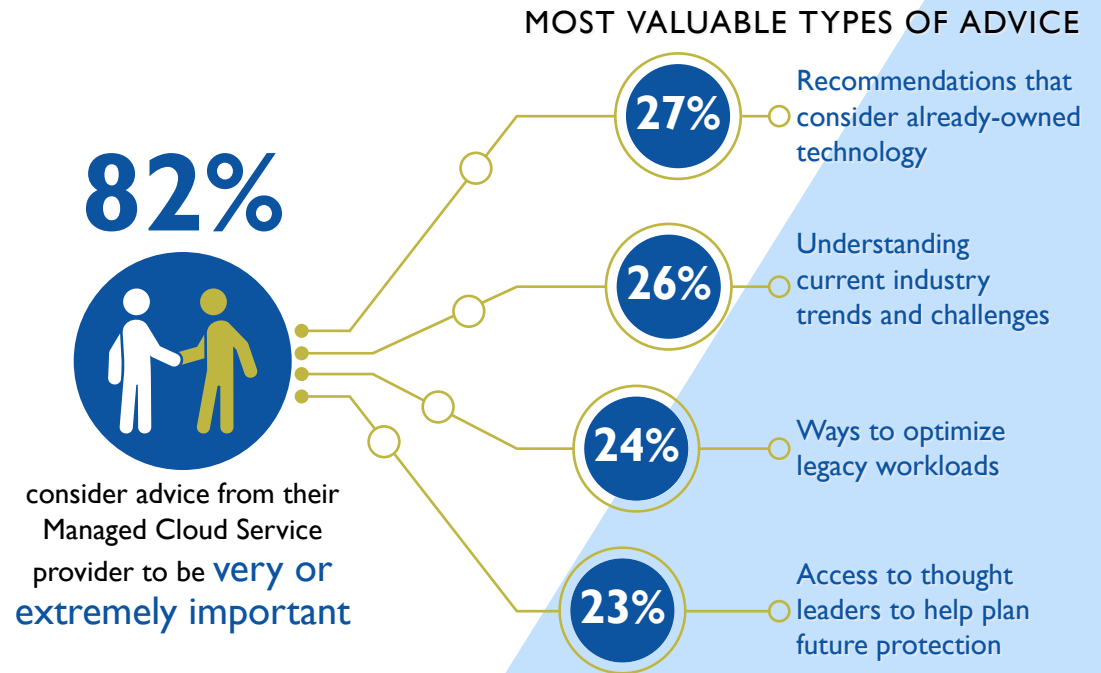 MOST VALUABLE TYPES OF ADVICE
82%
consider advice from their
Managed Cloud Service
provider to be very or
extremely important
27%
Recommendations that
consider already-owned
technology
26%
Understanding
current industry
trends and challenges
24%
Ways to optimize
legacy workloads
23%
Access to thought
leaders to help plan
future protection